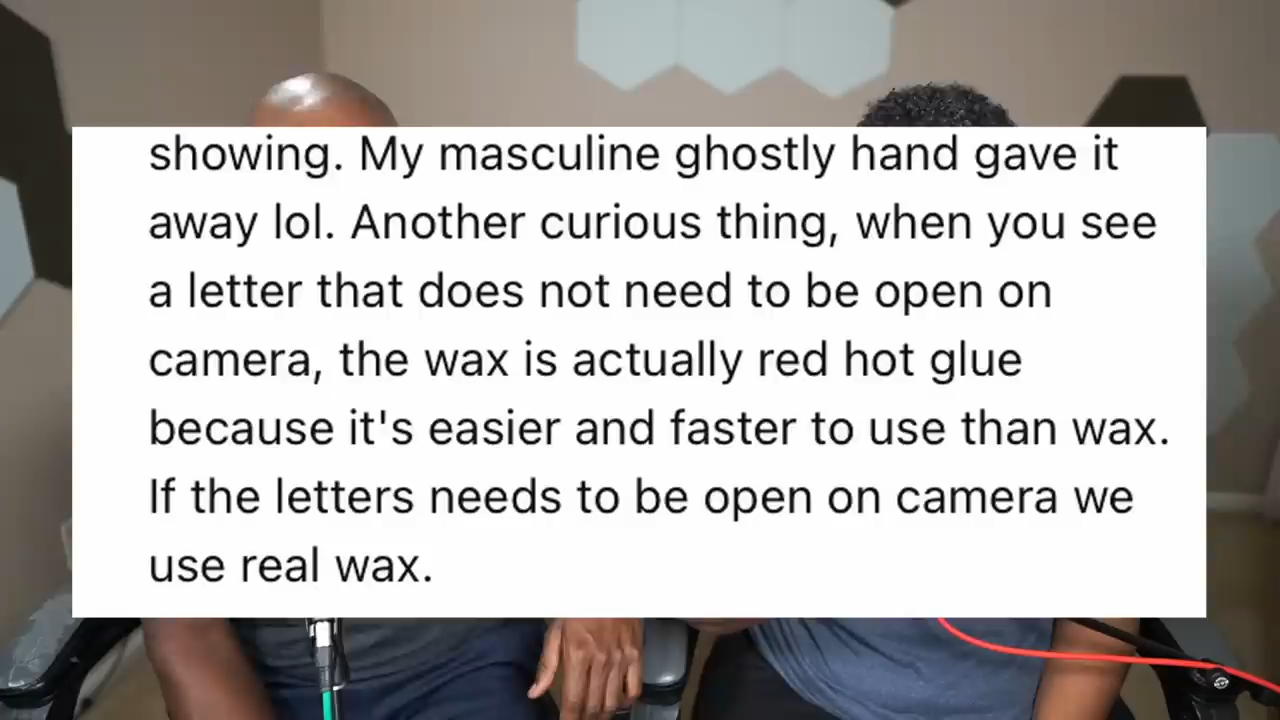 showing. My masculine ghostly hand gave it
away lol. Another curious thing, when you see
a letter that does not need to be open on
camera, the wax is actually red hot glue
because it's easier and faster to use than wax.
If the letters needs to be open on camera we
use real wax.